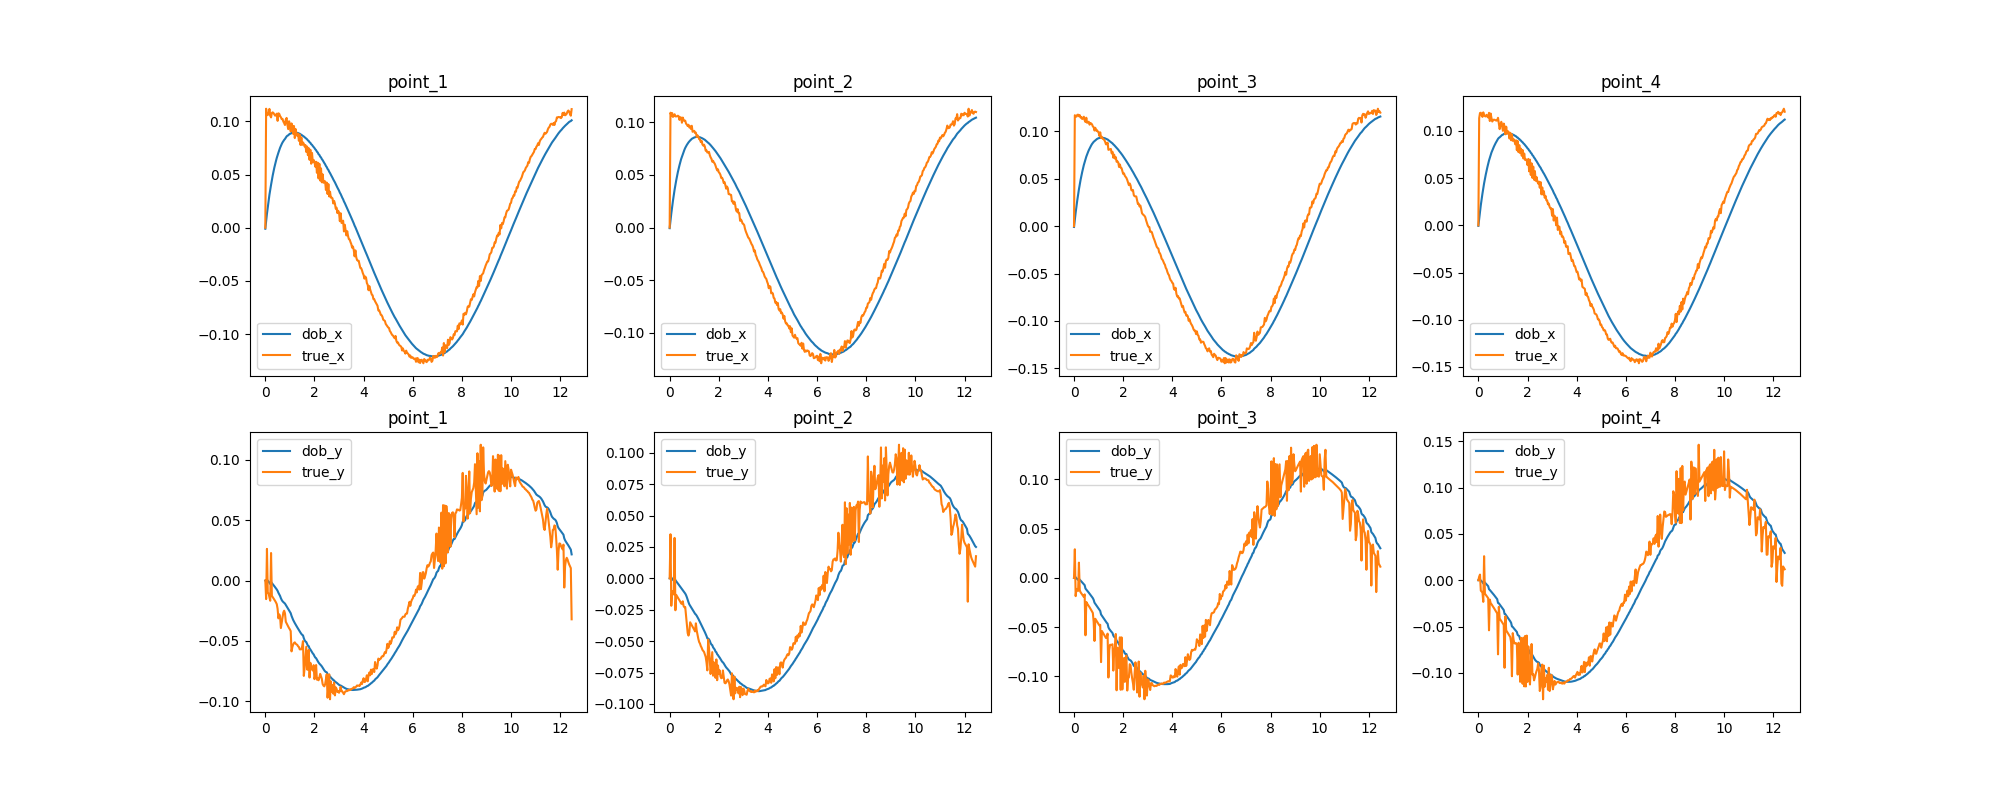 point_1 point_2 point_3 point_4
0.10 0.05 0.00 −0.05 −0.10
0.10 0.05 0.00 −0.05 −0.10
0.10 0.05 0.00 −0.05 −0.10 −0.15
0.10 0.05 0.00 −0.05 −0.10 −0.15
dob_x dob_x dob_x dob_x
true_x true_x true_x true_x
0 2 4 6 8 10 12 0 2 4 6 8 10 12 0 2 4 6 8 10 12 0 2 4 6 8 10 12
point_1 point_2 point_3 point_4
dob_y dob_y dob_y dob_y
true_y true_y true_y true_y
0.10 0.05 0.00 −0.05 −0.10
0.100 0.075 0.050 0.025 0.000 −0.025 −0.050 −0.075 −0.100
0.10 0.05 0.00 −0.05 −0.10
0.15 0.10 0.05 0.00 −0.05 −0.10
0 2 4 6 8 10 12 0 2 4 6 8 10 12 0 2 4 6 8 10 12 0 2 4 6 8 10 12